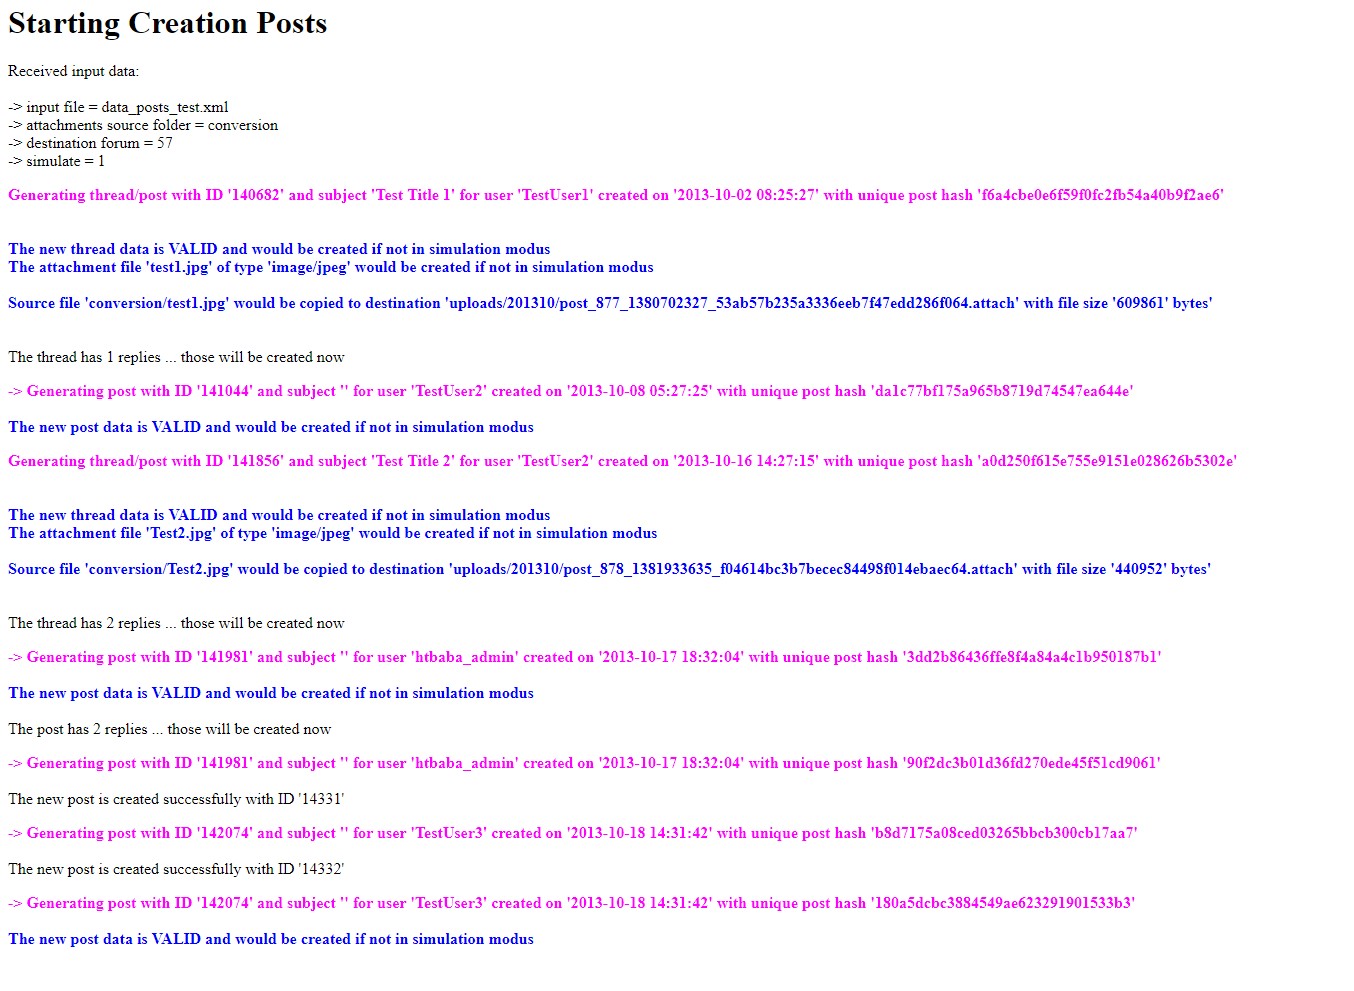 Starting Creation Posts
Received input data:
-> input file = data_posts_test.xml
-> attachments source folder = conversion
-> destination forum = 57
-> simulate = 1
Generating thread/post with ID '140682' and subject 'Test Title 1' for user 'TestUser1' created on '2013-10-02 08:25:27' with unique post hash 'f6a4cbe0e6f59f0fc2fb54a40b9f2ae6'
The new thread data is VALID and would be created if not in simulation modus
The attachment file 'test1.jpg' of type 'image/jpeg' would be created if not in simulation modus
Source file 'conversion/test1.jpg' would be copied to destination 'uploads/201310/post_877_1380702327_53ab57b235a3336eeb7f47edd286f064.attach' with file size '609861' bytes'
The thread has 1 replies ... those will be created now
-> Generating post with ID '141044' and subject '' for user 'TestUser2' created on '2013-10-08 05:27:25' with unique post hash 'da1c77bf175a965b8719d74547ea644e'
The new post data is VALID and would be created if not in simulation modus
Generating thread/post with ID '141856' and subject 'Test Title 2' for user 'TestUser2' created on '2013-10-16 14:27:15' with unique post hash 'a0d250f615e755e9151e028626b5302e'
The new thread data is VALID and would be created if not in simulation modus
The attachment file 'Test2.jpg' of type 'image/jpeg' would be created if not in simulation modus
Source file 'conversion/Test2.jpg' would be copied to destination 'uploads/201310/post_878_1381933635_f04614bc3b7becec84498f014ebaec64.attach' with file size '440952' bytes'
The thread has 2 replies ... those will be created now
-> Generating post with ID '141981' and subject '' for user 'htbaba_admin' created on '2013-10-17 18:32:04' with unique post hash '3dd2b86436ffe8f4a84a4c1b950187b1'
The new post data is VALID and would be created if not in simulation modus
The post has 2 replies ... those will be created now
-> Generating post with ID '141981' and subject '' for user 'htbaba_admin' created on '2013-10-17 18:32:04' with unique post hash '90f2dc3b01d36fd270ede45f51cd9061'
The new post is created successfully with ID '14331'
-> Generating post with ID '142074' and subject '' for user 'TestUser3' created on '2013-10-18 14:31:42' with unique post hash 'b8d7175a08ced03265bbcb300cb17aa7'
The new post is created successfully with ID '14332'
-> Generating post with ID '142074' and subject '' for user 'TestUser3' created on '2013-10-18 14:31:42' with unique post hash '180a5dcbc3884549ae623291901533b3'
The new post data is VALID and would be created if not in simulation modus